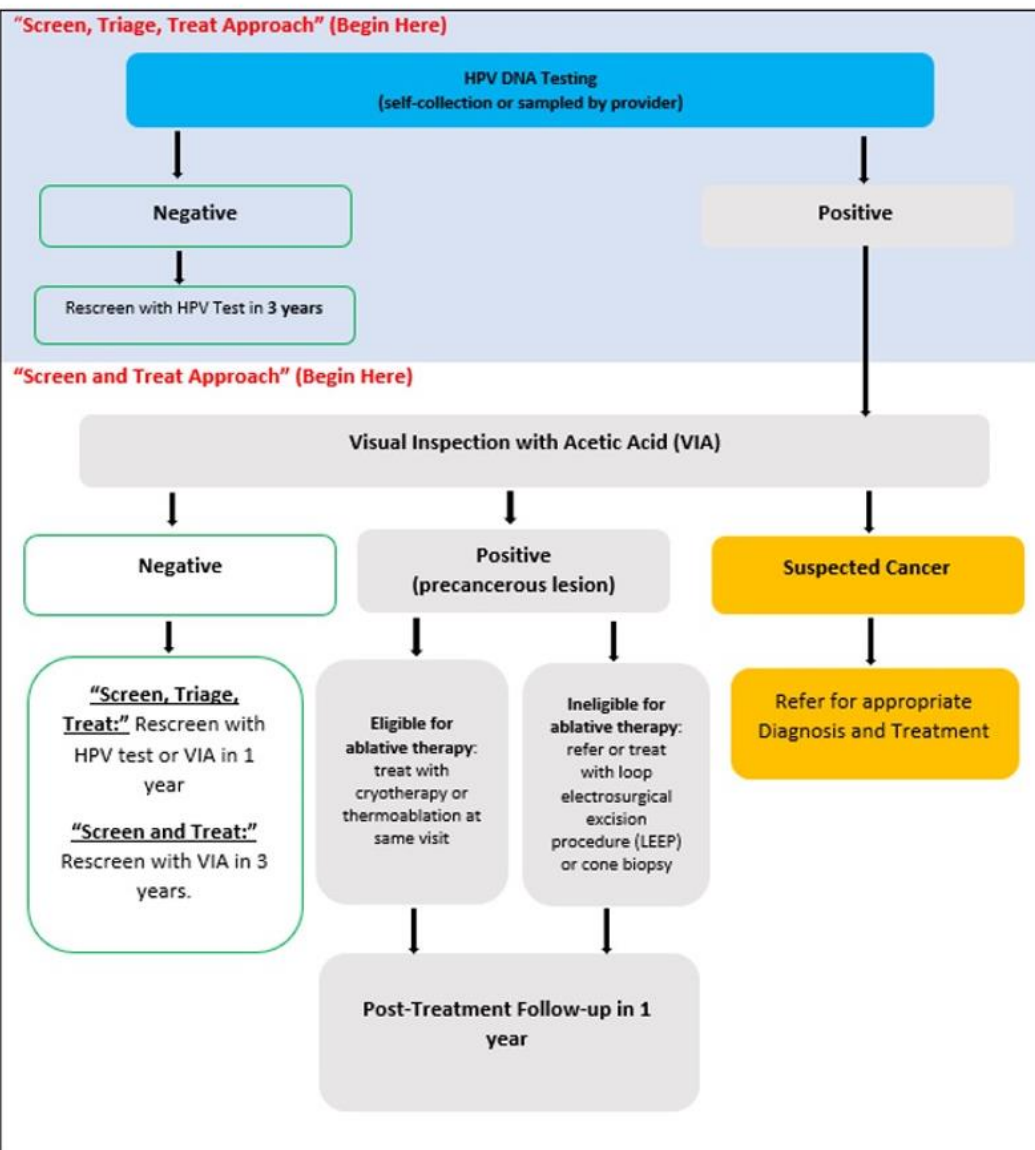 “Screen, Triage, Treat Approach” (Begin Here)
HPV DNA Testing
(self-collection or sampled by provider)
Negative
Positive
Rescreen with HPV Test in 3 years
“Screen and Treat Approach” (Begin Here)
Visual Inspection with Acetic Acid (VIA)
Negative
Positive
(precancerous lesion)
Suspected Cancer
“Screen, Triage,
Treat:” Rescreen with
HPV test or VIA in 1
year
“Screen and Treat:”
Rescreen with VIA in 3
years.
Eligible for
ablative therapy:
treat with
cryotherapy or
thermoablation at
same visit
Ineligible for
ablative therapy:
refer or treat
with loop
electrosurgical
excision
procedure (LEEP)
or cone biopsy
Refer for appropriate
Diagnosis and Treatment
Post-Treatment Follow-up in 1
year